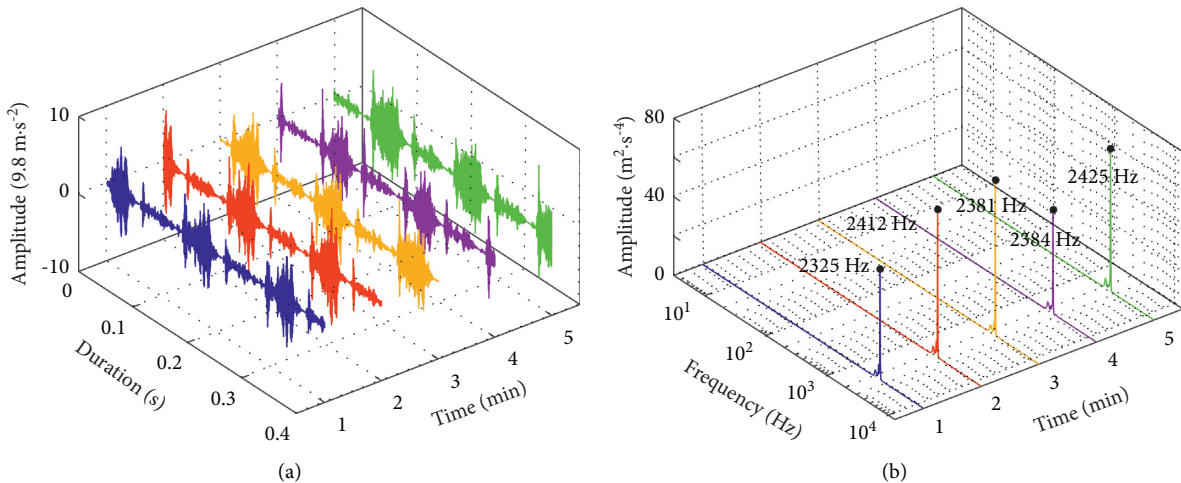 10
0
-10
Amplitude (9.8 m·s⁻²)
0
0.1
0.2
0.3
0.4
Duration (s)
1
2
3
4
5
Time (min)
(a)
80
40
0
Amplitude (m²·s⁻⁴)
10¹
10²
10³
10⁴
Frequency (Hz)
1
2
3
4
5
Time (min)
2325 Hz
2412 Hz
2381 Hz
2384 Hz
2425 Hz
(b)